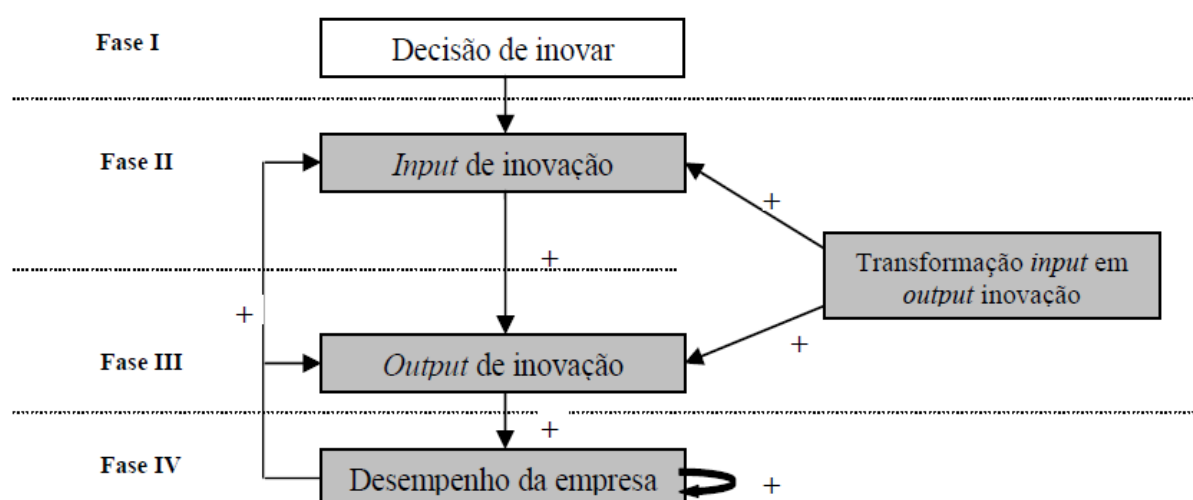 Fase I
Decisão de inovar
Fase II
Input de inovação
+
Transformação input em
output inovação
+
+
+
Fase III
Output de inovação
+
Fase IV
Desempenho da empresa
+